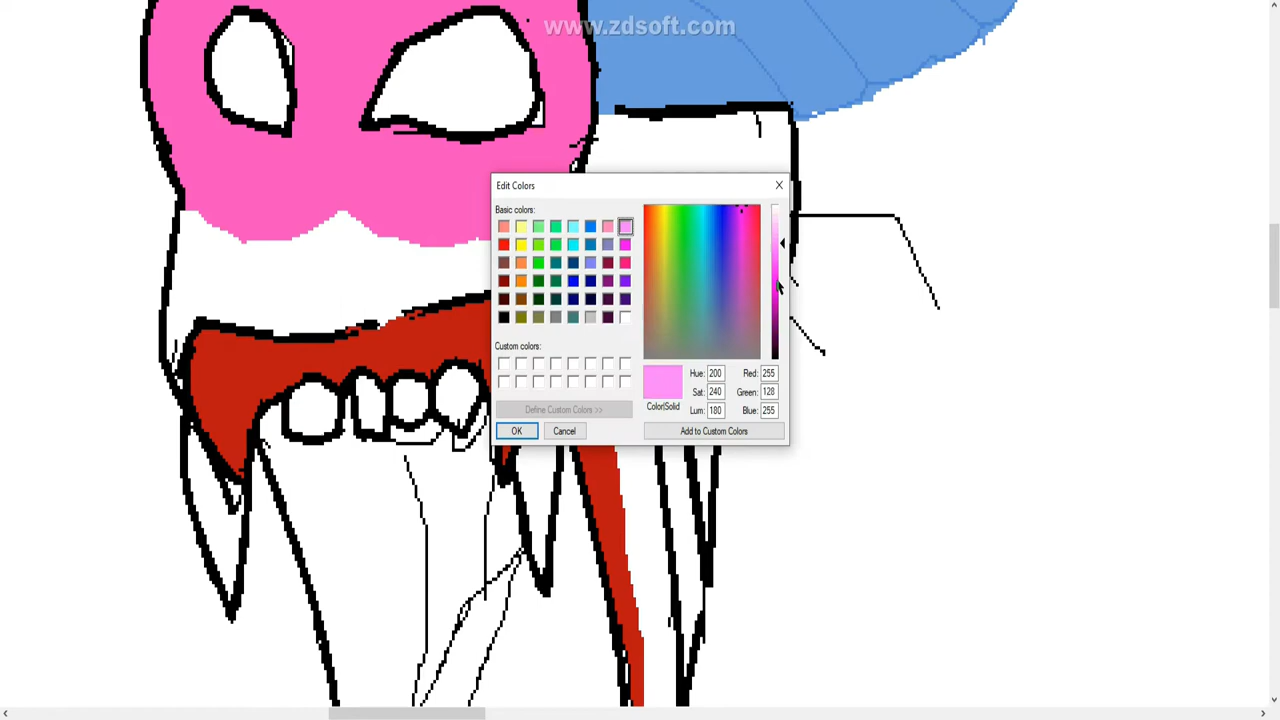 www.zdsoft.com
Edit Colors
Basic colors:
Custom colors:
Define Custom Colors >>
OK
Cancel
Color|Solid
Hue: 200
Sat: 240
Lum: 180
Red: 255
Green: 128
Blue: 255
Add to Custom Colors